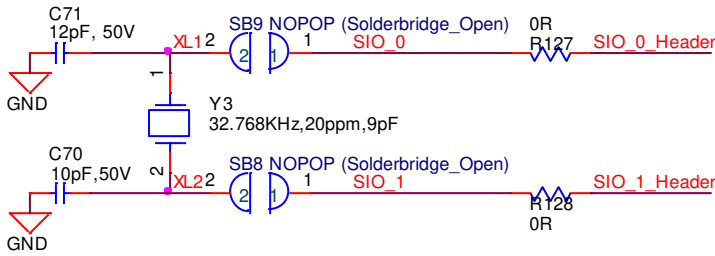 C71
12pF, 50V
XL1
2
SB9 NOPOP (Solderbridge_Open)
2
1
1
SIO_0
0R
R127
SIO_0_Header
GND
1
Y3
32.768KHz,20ppm,9pF
2
C70
10pF,50V
XL2
2
SB8 NOPOP (Solderbridge_Open)
2
1
1
SIO_1
SIO_1_Header
R128
0R
GND